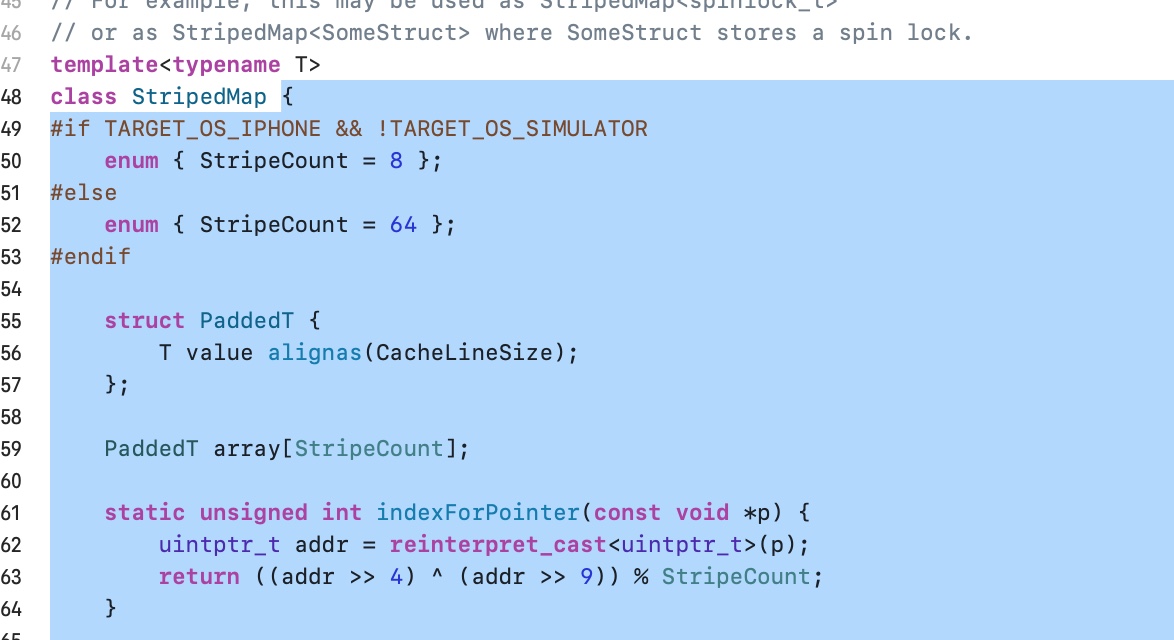 45 // For example, this may be used as StripedMap<spinlock_t>
46 // or as StripedMap<SomeStruct> where SomeStruct stores a spin lock.
47 template<typename T>
48 class StripedMap {
49 #if TARGET_OS_IPHONE && !TARGET_OS_SIMULATOR
50     enum { StripeCount = 8 };
51 #else
52     enum { StripeCount = 64 };
53 #endif
54
55     struct PaddedT {
56         T value alignas(CacheLineSize);
57     };
58
59     PaddedT array[StripeCount];
60
61     static unsigned int indexForPointer(const void *p) {
62         uintptr_t addr = reinterpret_cast<uintptr_t>(p);
63         return ((addr >> 4) ^ (addr >> 9)) % StripeCount;
64     }
65